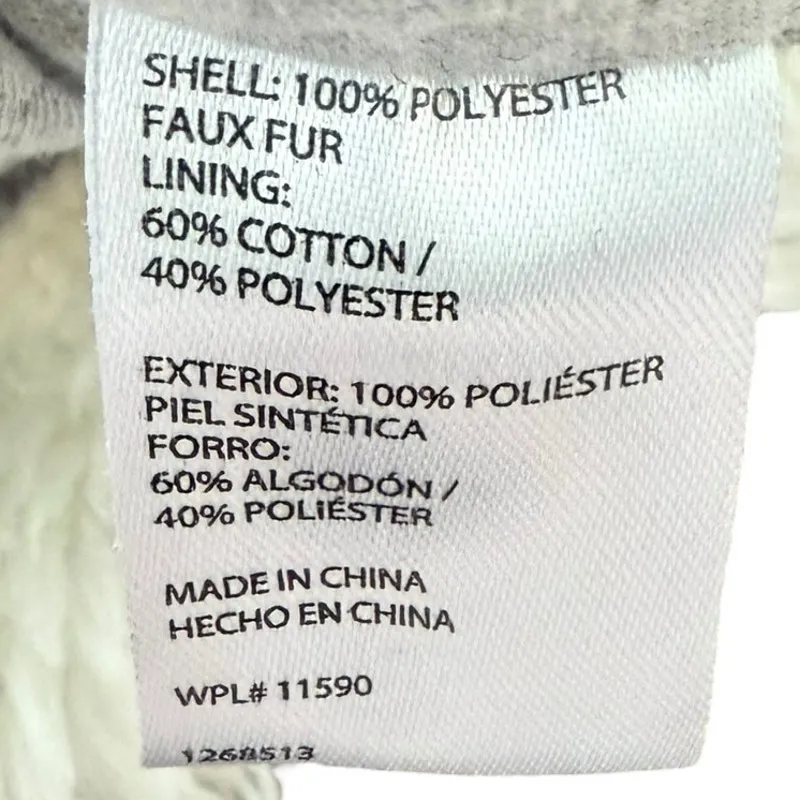 SHELL: 100% POLYESTER
FAUX FUR
LINING:
60% COTTON /
40% POLYESTER
EXTERIOR: 100% POLIÉSTER
PIEL SINTÉTICA
FORRO:
60% ALGODÓN /
40% POLIÉSTER
MADE IN CHINA
HECHO EN CHINA
WPL# 11590
1268513